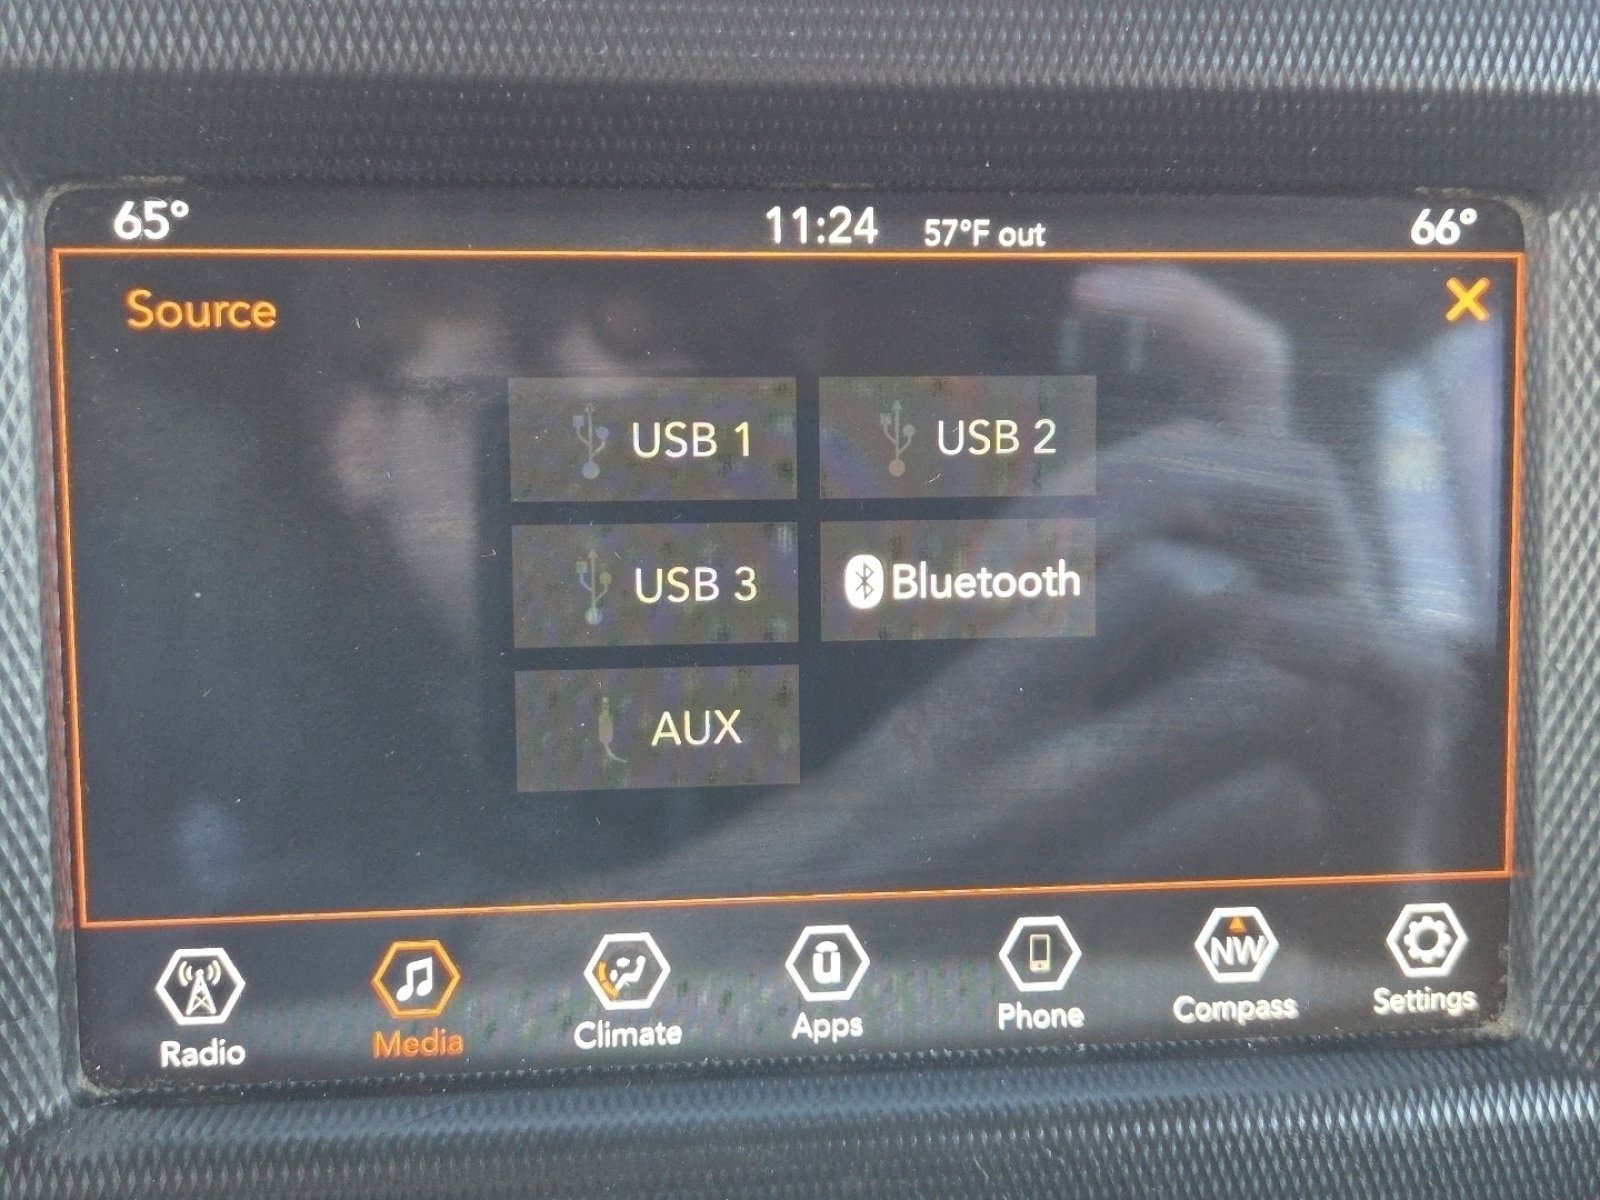 65° 11:24 57°F out 66°
Source X
USB 1 USB 2
USB 3 Bluetooth
AUX
NW
Radio Media Climate Apps Phone Compass Settings